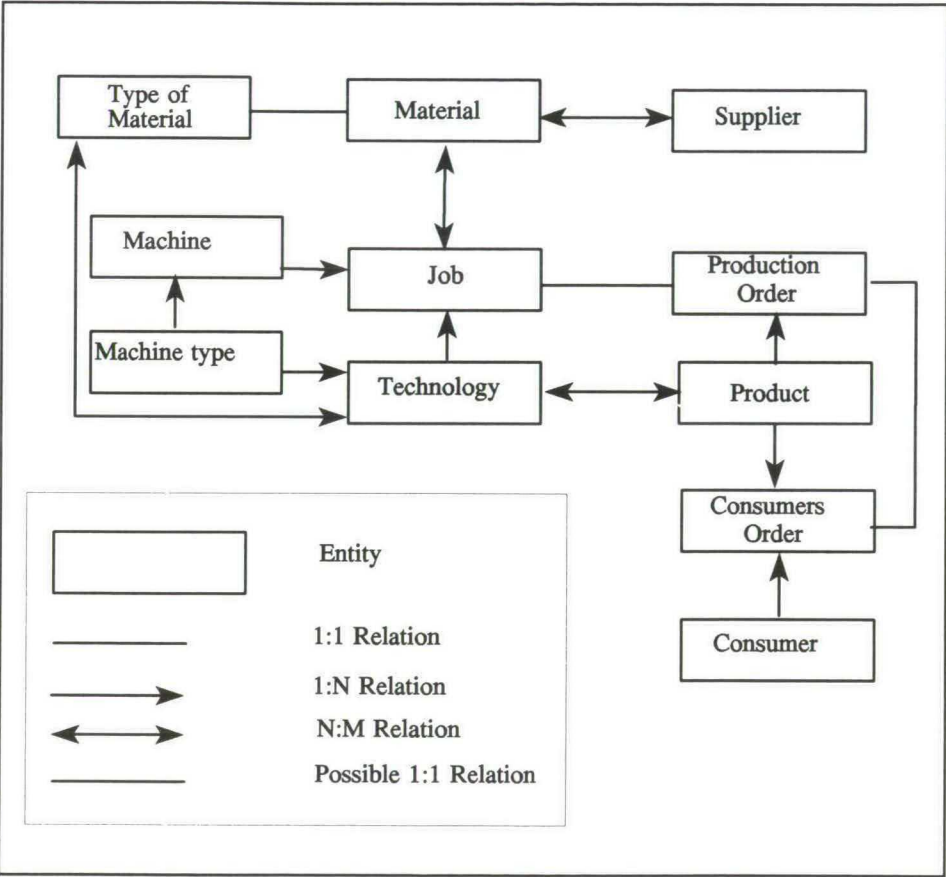 Type of
Material
Material
Supplier
Machine
Job
Production
Order
Machine type
Technology
Product
Consumers
Order
Consumer
Entity
1:1 Relation
1:N Relation
N:M Relation
Possible 1:1 Relation